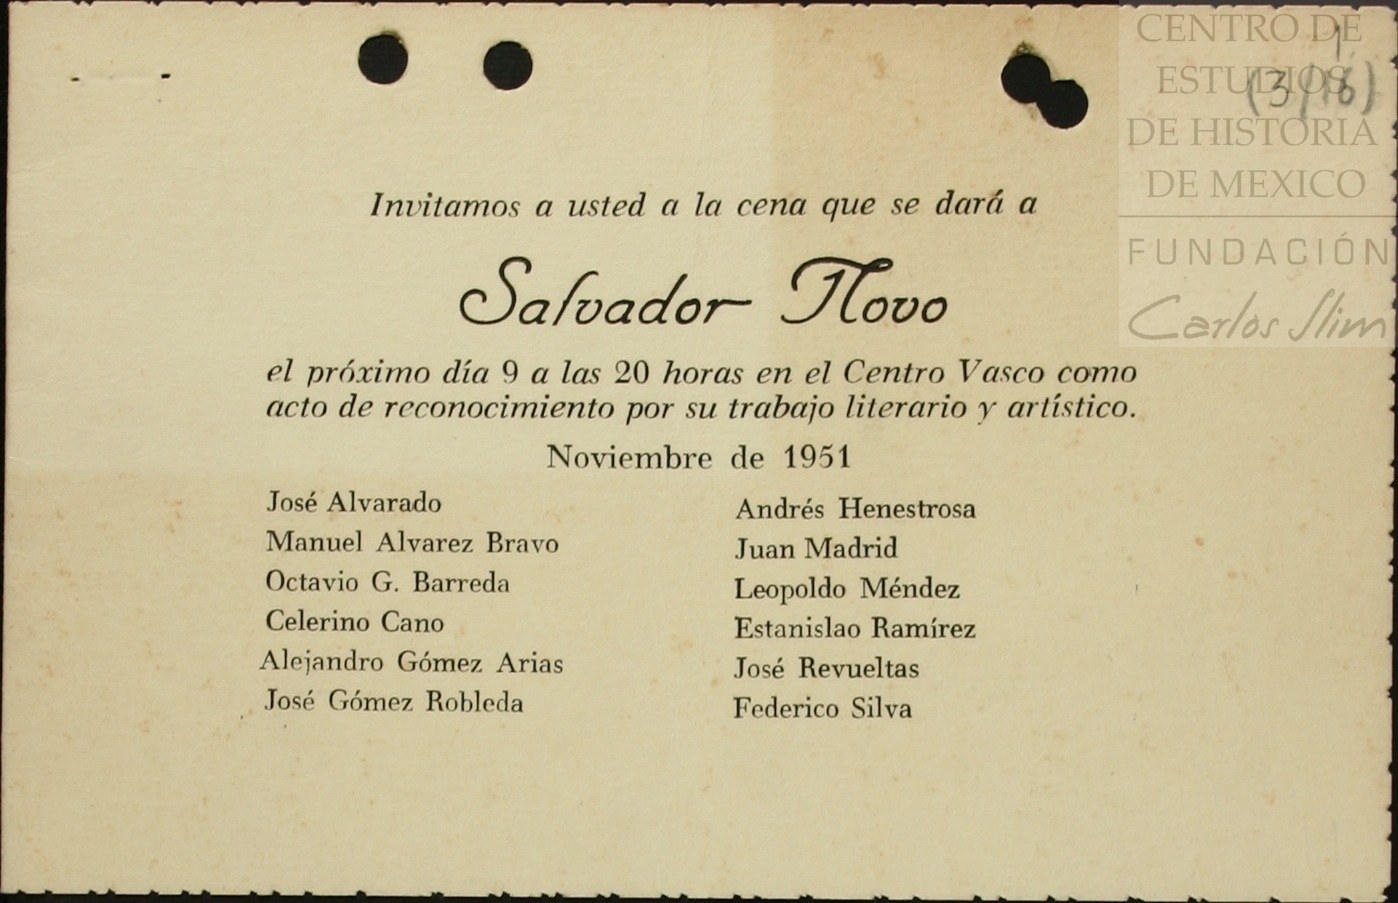 CENTRO DE
ESTUDIOS
DE HISTORIA
DE MEXICO
FUNDACIÓN
Carlos Slim
1
(3/18)
Invitamos a usted a la cena que se dará a
Salvador Novo
el próximo día 9 a las 20 horas en el Centro Vasco como
acto de reconocimiento por su trabajo literario y artístico.
Noviembre de 1951
José Alvarado
Manuel Alvarez Bravo
Octavio G. Barreda
Celerino Cano
Alejandro Gómez Arias
José Gómez Robleda
Andrés Henestrosa
Juan Madrid
Leopoldo Méndez
Estanislao Ramírez
José Revueltas
Federico Silva